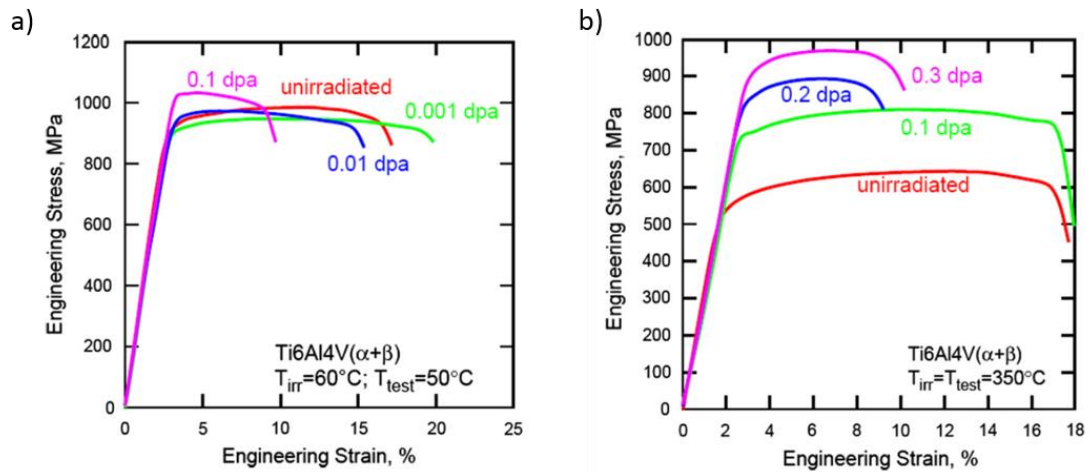 a)
1200
1000
800
600
400
200
0
Engineering Stress, MPa
0.1 dpa
unirradiated
0.001 dpa
0.01 dpa
Ti6Al4V(α+β)
T_irr=60°C; T_test=50°C
0 5 10 15 20 25
Engineering Strain, %
b)
1000
900
800
700
600
500
400
300
200
100
0
Engineering Stress, MPa
0.3 dpa
0.2 dpa
0.1 dpa
unirradiated
Ti6Al4V(α+β)
T_irr=T_test=350°C
0 2 4 6 8 10 12 14 16 18
Engineering Strain, %